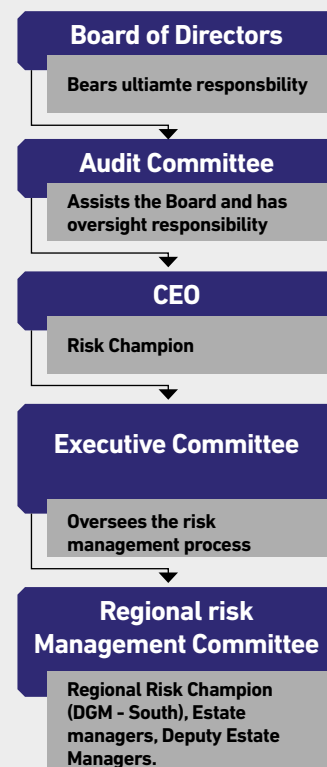 Board of Directors
Bears ultiamte responsbility
Audit Committee
Assists the Board and has
oversight responsibility
CEO
Risk Champion
Executive Committee
Oversees the risk
management process
Regional risk
Management Committee
Regional Risk Champion
(DGM - South), Estate
managers, Deputy Estate
Managers.